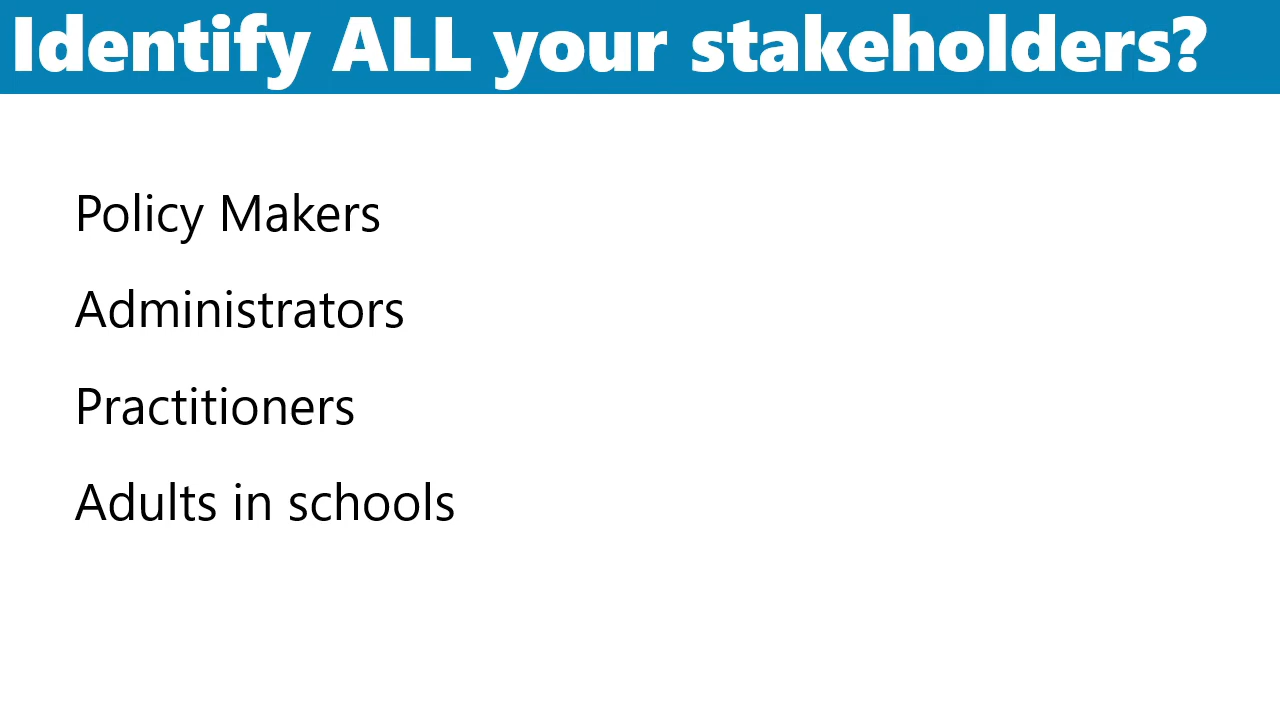 Identify ALL your stakeholders?
Policy Makers
Administrators
Practitioners
Adults in schools